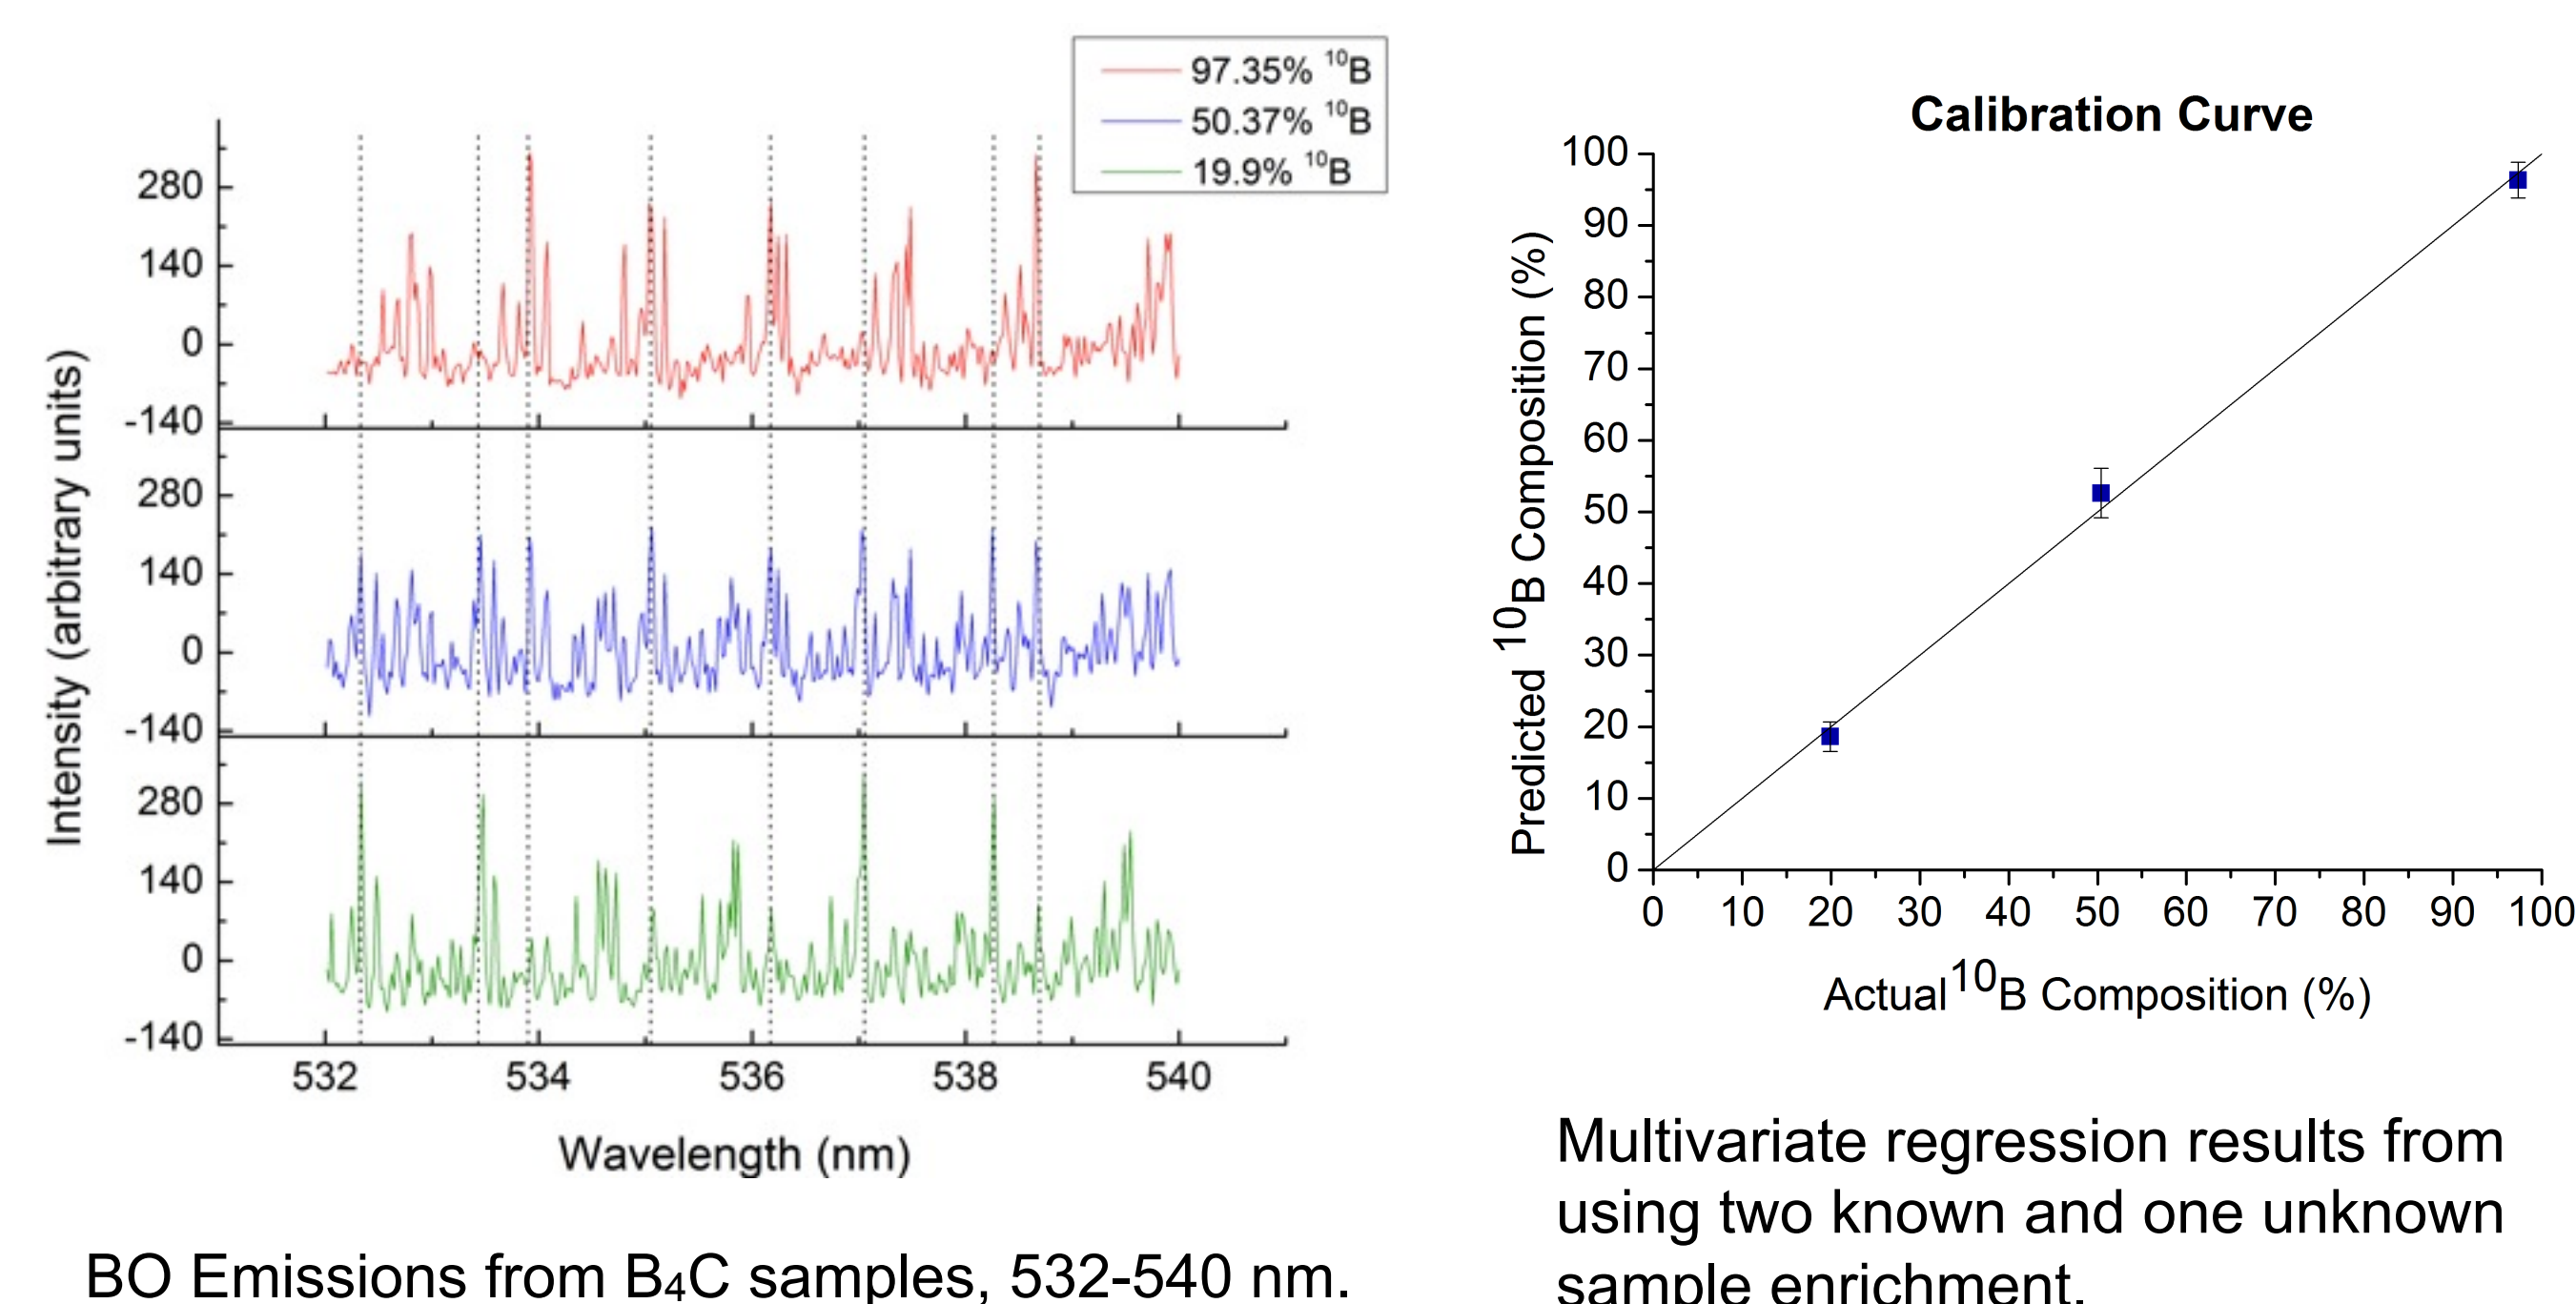 97.35% ¹⁰B
50.37% ¹⁰B
19.9% ¹⁰B
Intensity (arbitrary units)
280
140
0
-140
280
140
0
-140
280
140
0
-140
532 534 536 538 540
Wavelength (nm)
BO Emissions from B₄C samples, 532-540 nm.
Calibration Curve
Predicted ¹⁰B Composition (%)
100
90
80
70
60
50
40
30
20
10
0
0 10 20 30 40 50 60 70 80 90 100
Actual ¹⁰B Composition (%)
Multivariate regression results from
using two known and one unknown
sample enrichment.